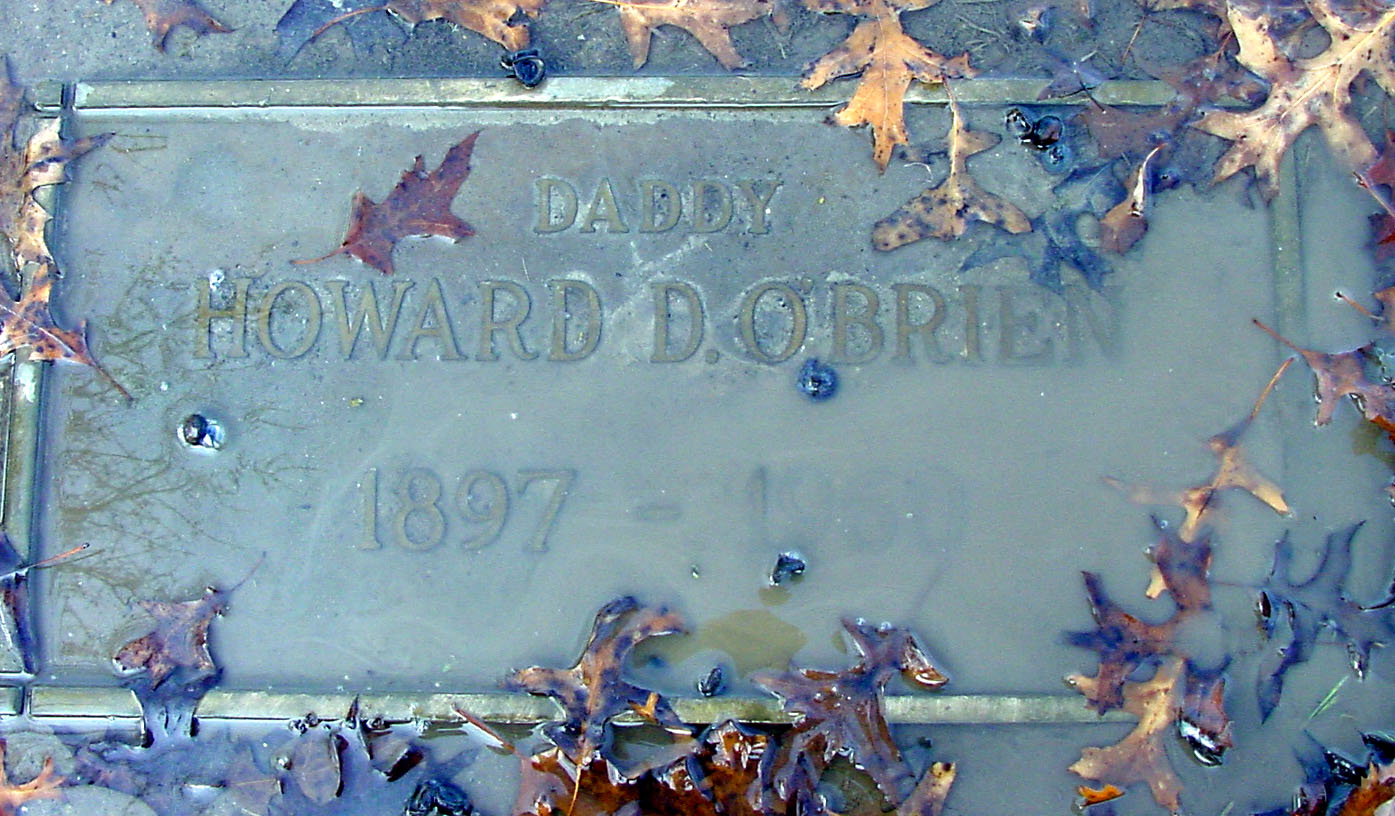 DADDY
HOWARD D. O'BRIEN
1897 -